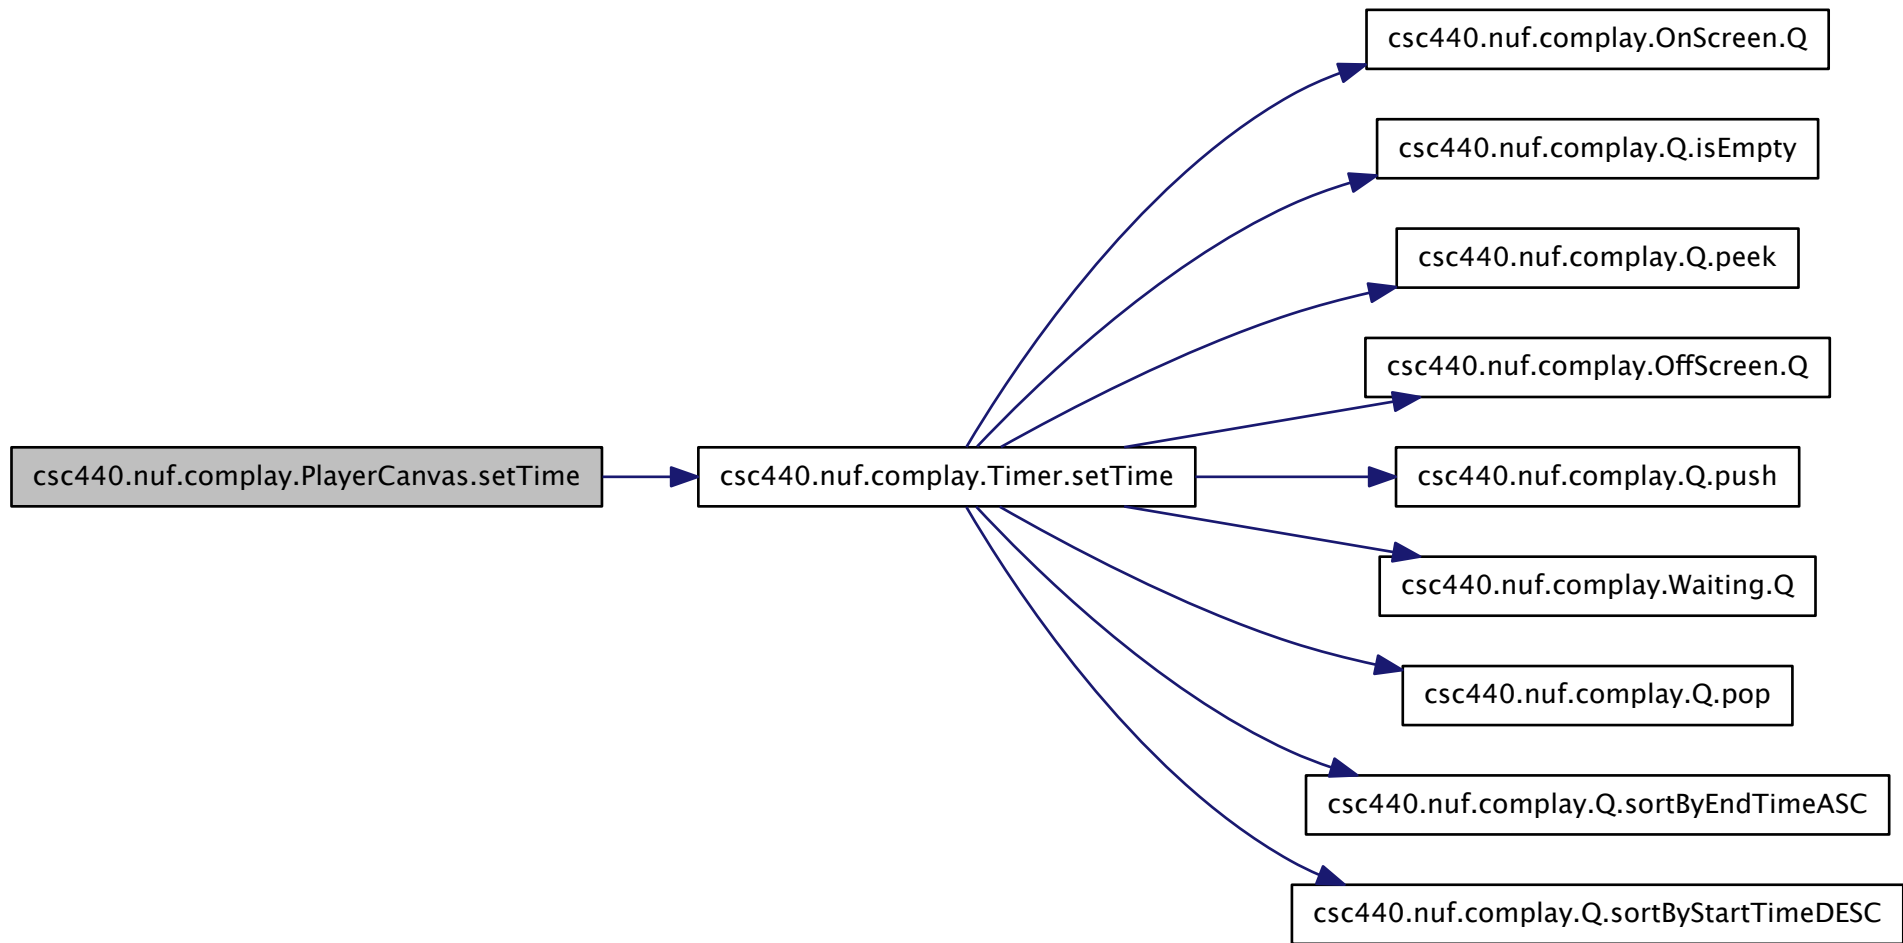 csc440.nuf.complay.OnScreen.Q
csc440.nuf.complay.Q.isEmpty
csc440.nuf.complay.Q.peek
csc440.nuf.complay.OffScreen.Q
csc440.nuf.complay.PlayerCanvas.setTime
csc440.nuf.complay.Timer.setTime
csc440.nuf.complay.Q.push
csc440.nuf.complay.Waiting.Q
csc440.nuf.complay.Q.pop
csc440.nuf.complay.Q.sortByEndTimeASC
csc440.nuf.complay.Q.sortByStartTimeDESC